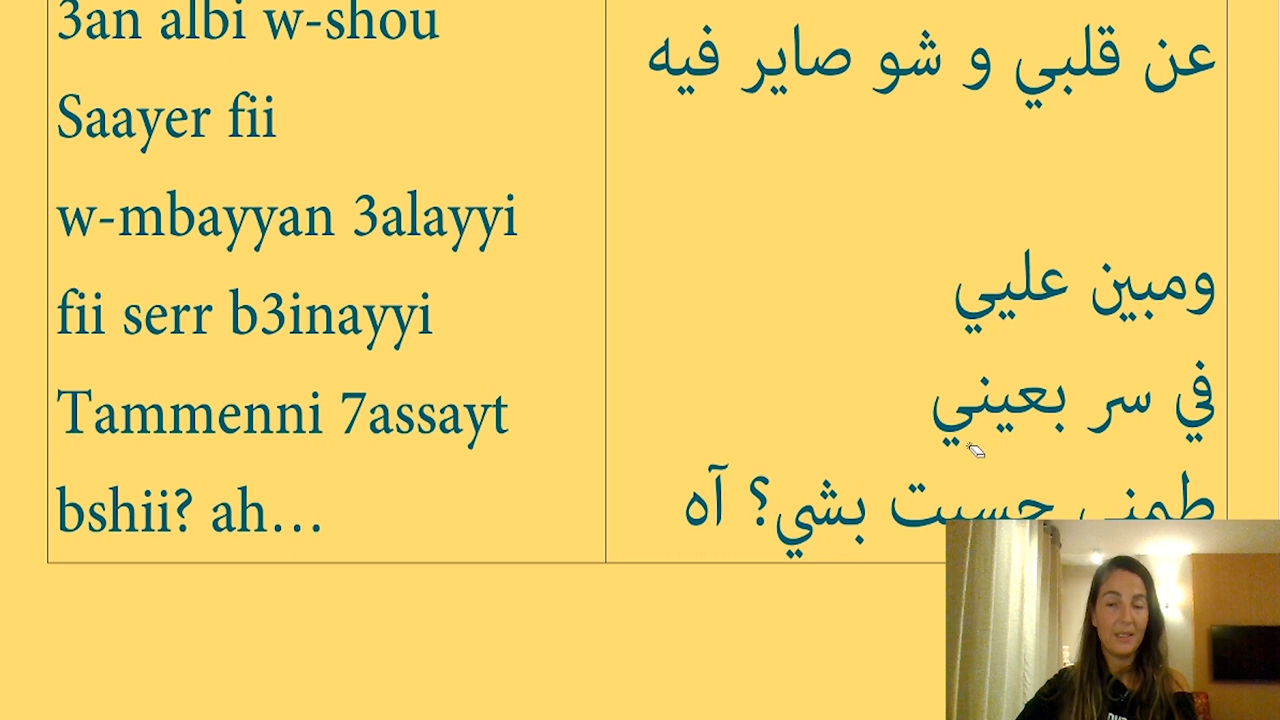 3an albi w-shou
Saayer fii
w-mbayyan 3alayyi
fii serr b3inayyi
Tammenni 7assayt
bshii? ah…
عن قلبي و شو صاير فيه
ومبين عليي
في سر بعيني
طمني حسيت بشي؟ آه